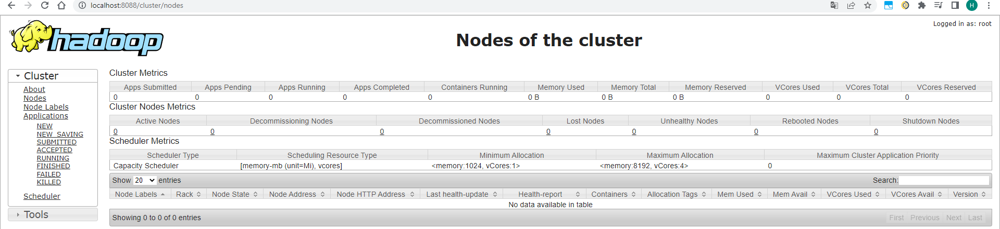 localhost:8088/cluster/nodes
H
Logged in as: root
hadoop
Nodes of the cluster
Cluster
About
Nodes
Node Labels
Applications
NEW
NEW_SAVING
SUBMITTED
ACCEPTED
RUNNING
FINISHED
FAILED
KILLED
Scheduler
Tools
Cluster Metrics
Apps Submitted Apps Pending Apps Running Apps Completed Containers Running Memory Used Memory Total Memory Reserved VCores Used VCores Total VCores Reserved
0 0 0 0 0 0 B 0 B 0 B 0 0 0
Cluster Nodes Metrics
Active Nodes Decommissioning Nodes Decommissioned Nodes Lost Nodes Unhealthy Nodes Rebooted Nodes Shutdown Nodes
0 0 0 0 0 0 0
Scheduler Metrics
Scheduler Type Scheduling Resource Type Minimum Allocation Maximum Allocation Maximum Cluster Application Priority
Capacity Scheduler [memory-mb (unit=Mi), vcores] <memory:1024, vCores:1> <memory:8192, vCores:4> 0
Show 20 entries Search:
Node Labels Rack Node State Node Address Node HTTP Address Last health-update Health-report Containers Allocation Tags Mem Used Mem Avail VCores Used VCores Avail Version
No data available in table
Showing 0 to 0 of 0 entries First Previous Next Last